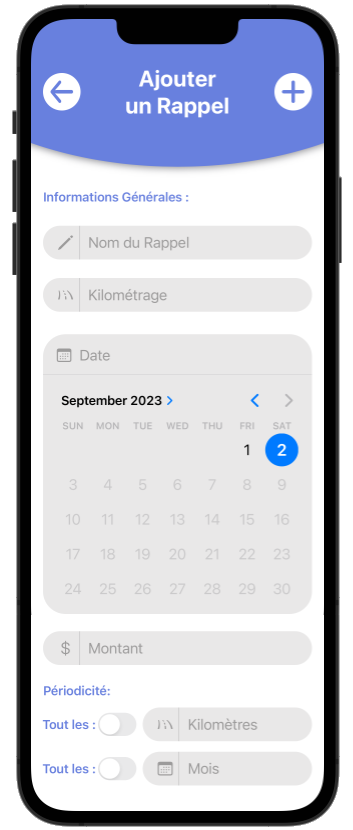 Ajouter
un Rappel
Informations Générales :
Nom du Rappel
Kilométrage
Date
September 2023
SUN MON TUE WED THU FRI SAT
1 2
3 4 5 6 7 8 9
10 11 12 13 14 15 16
17 18 19 20 21 22 23
24 25 26 27 28 29 30
$ Montant
Périodicité:
Tout les : Kilomètres
Tout les : Mois